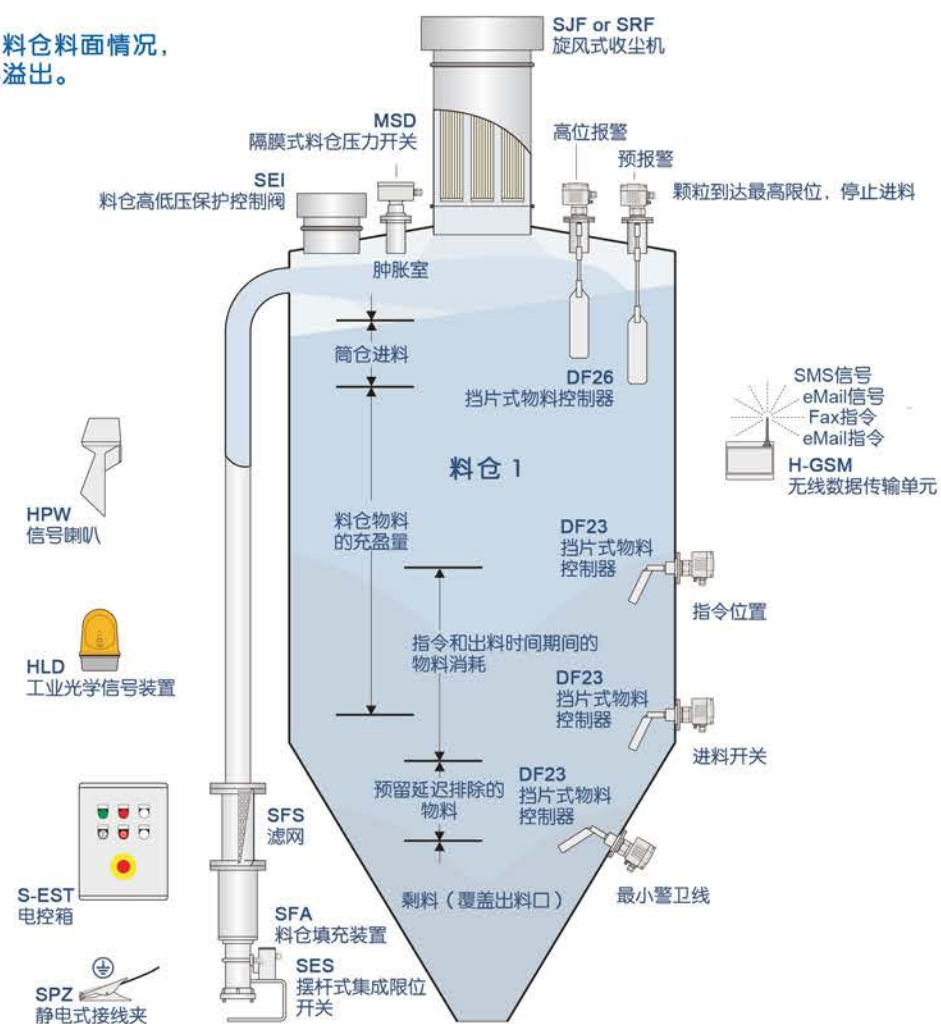 料仓料面情况，
溢出。
SJF or SRF
旋风式收尘机
MSD
隔膜式料仓压力开关
高位报警
预报警
SEI
料仓高低压保护控制阀
颗粒到达最高限位，停止进料
肿胀室
筒仓进料
DF26
挡片式物料控制器
SMS信号
eMail信号
Fax指令
eMail指令
H-GSM
无线数据传输单元
料仓 1
HPW
信号喇叭
料仓物料
的充盈量
DF23
挡片式物料
控制器
指令位置
指令和出料时间期间的
物料消耗
HLD
工业光学信号装置
DF23
挡片式物料
控制器
进料开关
预留延迟排除的
物料
DF23
挡片式物料
控制器
SFS
滤网
最小警卫线
S-EST
电控箱
剩料（覆盖出料口）
SFA
料仓填充装置
SES
摆杆式集成限位
开关
SPZ
静电式接线夹